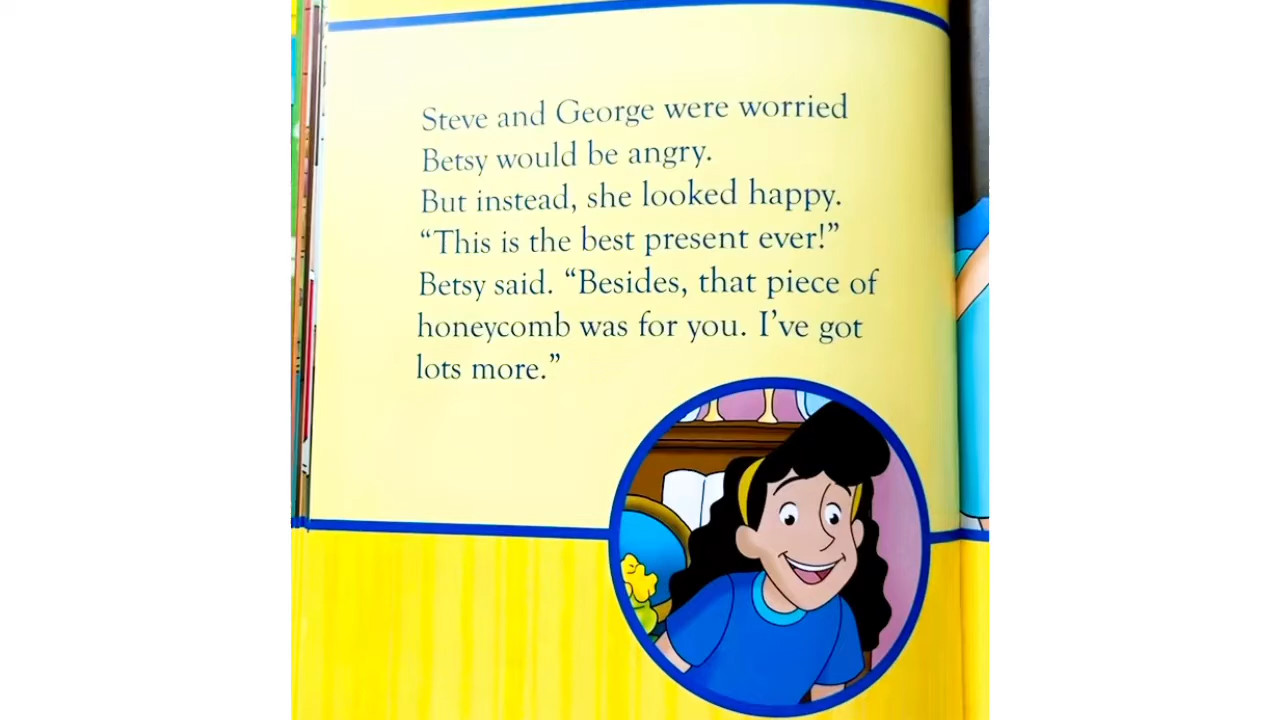 Steve and George were worried
Betsy would be angry.
But instead, she looked happy.
“This is the best present ever!”
Betsy said. “Besides, that piece of
honeycomb was for you. I’ve got
lots more.”